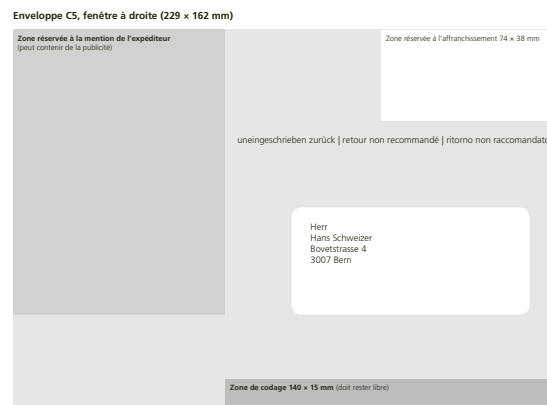 Enveloppe C5, fenêtre à droite (229 × 162 mm)
Zone réservée à la mention de l'expéditeur
(peut contenir de la publicité)
Zone réservée à l'affranchissement 74 × 38 mm
uneingeschrieben zurück | retour non recommandé | ritorno non raccomandato
Herr
Hans Schweizer
Bovetstrasse 4
3007 Bern
Zone de codage 140 × 15 mm (doit rester libre)